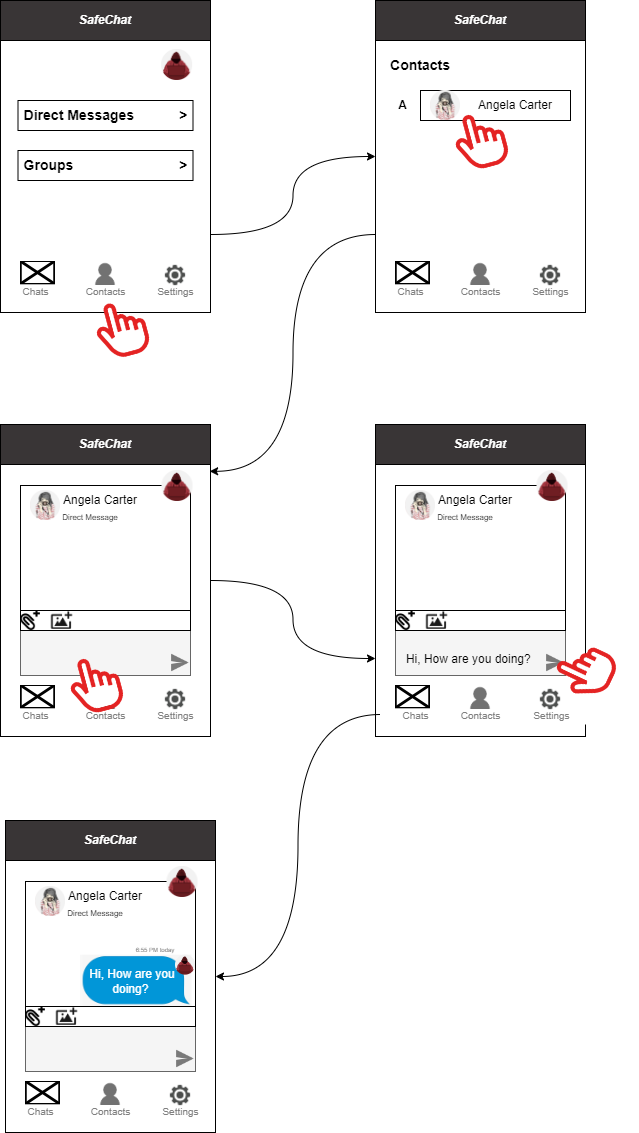 SafeChat
Direct Messages >
Groups >
Chats
Contacts
Settings
SafeChat
Contacts
A
Angela Carter
Chats
Contacts
Settings
SafeChat
Angela Carter
Direct Message
Chats
Contacts
Settings
SafeChat
Angela Carter
Direct Message
Hi, How are you doing?
Chats
Contacts
Settings
SafeChat
Angela Carter
Direct Message
6:55 PM today
Hi, How are you
doing?
Chats
Contacts
Settings